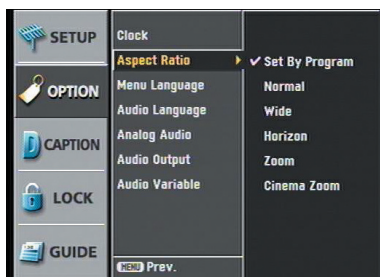 SETUP
OPTION
CAPTION
LOCK
GUIDE
Clock
Aspect Ratio
Menu Language
Audio Language
Analog Audio
Audio Output
Audio Variable
MENU Prev.
Set By Program
Normal
Wide
Horizon
Zoom
Cinema Zoom